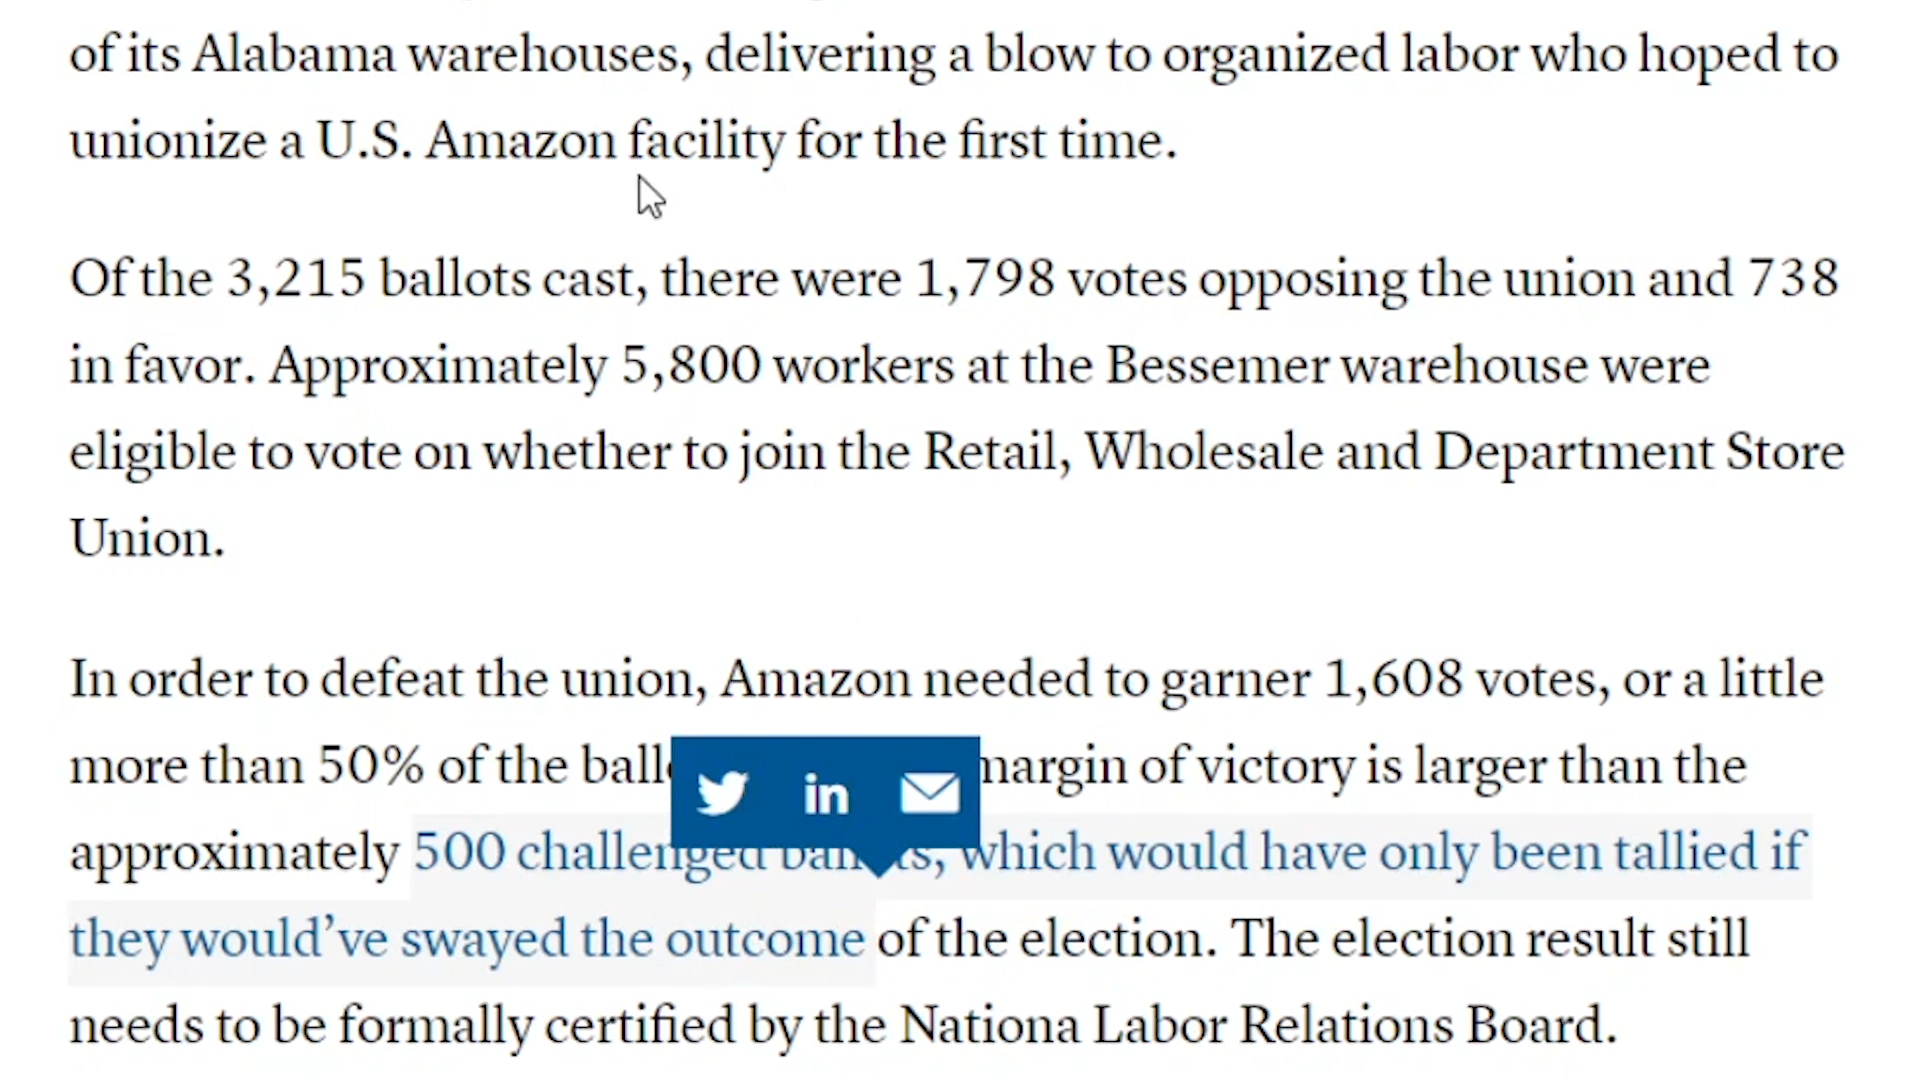 of its Alabama warehouses, delivering a blow to organized labor who hoped to
unionize a U.S. Amazon facility for the first time.
Of the 3,215 ballots cast, there were 1,798 votes opposing the union and 738
in favor. Approximately 5,800 workers at the Bessemer warehouse were
eligible to vote on whether to join the Retail, Wholesale and Department Store
Union.
In order to defeat the union, Amazon needed to garner 1,608 votes, or a little
more than 50% of the of victory is larger than the
in
approximately 500 challenged which would have only been tallied if
they would've swayed the outcome of the election. The election result still
needs to be formally certified by the Nationa Labor Relations Board.